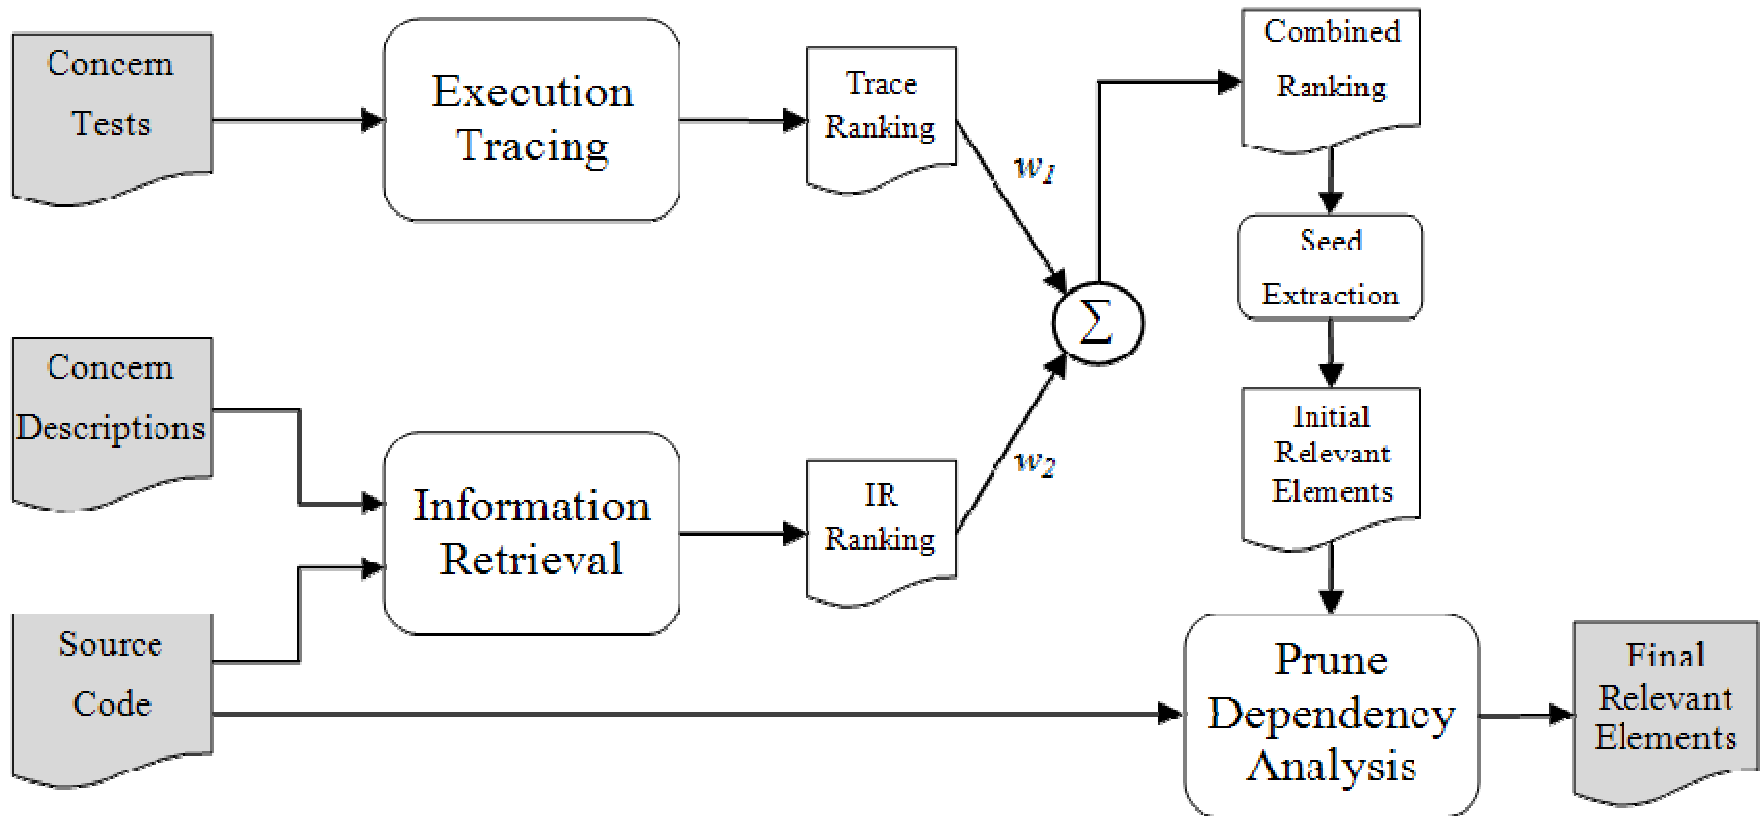 Concern
Tests
Execution
Tracing
Trace
Ranking
w1
Combined
Ranking
Seed
Extraction
Σ
Concern
Descriptions
Information
Retrieval
IR
Ranking
w2
Initial
Relevant
Elements
Source
Code
Prune
Dependency
Analysis
Final
Relevant
Elements